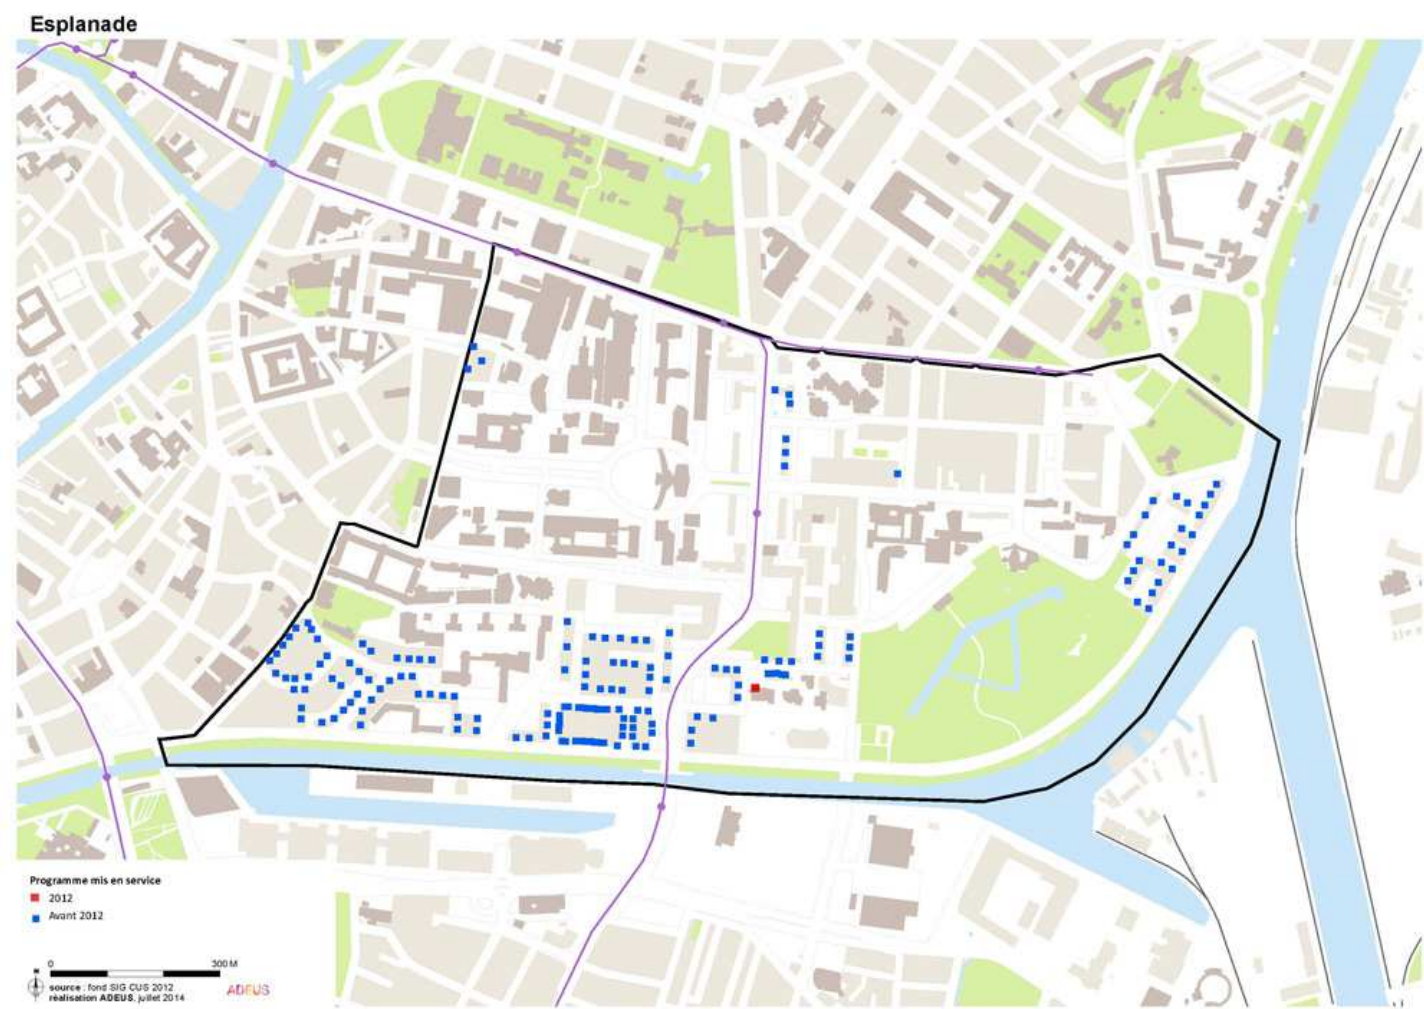 Esplanade
Programme mis en service
2012
Avant 2012
0 300 M
N
source : fond SIG CUS 2012
réalisation ADEUS, juillet 2014
ADEUS